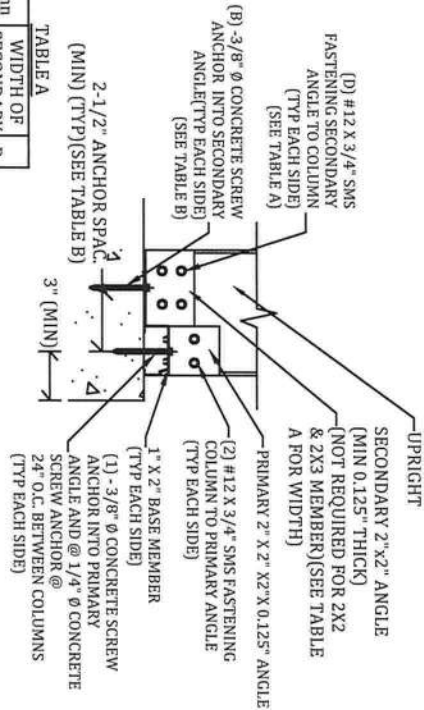 UPRIGHT
SECONDARY 2"x2" ANGLE
(MIN 0.125" THICK)
(NOT REQUIRED FOR 2X2
& 2X3 MEMBER)(SEE TABLE
A FOR WIDTH)
PRIMARY 2" X2" X2"X 0.125" ANGLE
(2) #12 X 3/4" SMS FASTENING
COLUMN TO PRIMARY ANGLE
(TYP EACH SIDE)
1" X 2" BASE MEMBER
(TYP EACH SIDE)
(1) - 3/8" Ø CONCRETE SCREW
ANCHOR INTO PRIMARY
ANGLE AND @ 1/4" Ø CONCRETE
SCREW ANCHOR @
24" O.C. BETWEEN COLUMNS
(TYP EACH SIDE)
(D) #12 X 3/4" SMS
FASTENING SECONDARY
ANGLE TO COLUMN
(TYP EACH SIDE)
(SEE TABLE A)
(B) -3/8" Ø CONCRETE SCREW
ANCHOR INTO SECONDARY
ANGLE(TYP EACH SIDE)
(SEE TABLE B)
2-1/2" ANCHOR SPAC.
(MIN) (TYP)(SEE TABLE B)
3" (MIN)
TABLE A
WIDTH OF